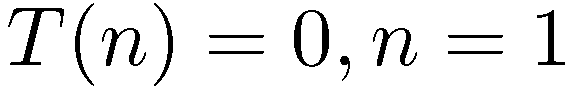 T(n) = 0, n = 1